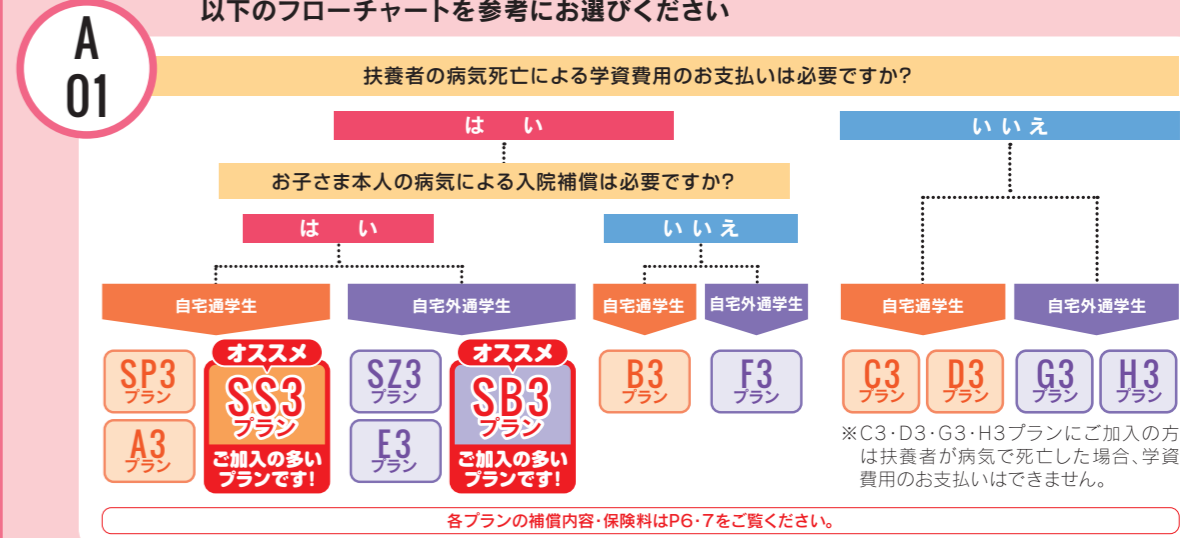 以下のフローチャートを参考にお選びください
A
01
扶養者の病気死亡による学資費用のお支払いは必要ですか?
はい
いいえ
お子さま本人の病気による入院補償は必要ですか?
はい
いいえ
自宅通学生
自宅外通学生
自宅通学生
自宅外通学生
自宅通学生
自宅外通学生
SP3
プラン
A3
プラン
オススメ
SS3
プラン
ご加入の多い
プランです!
SZ3
プラン
E3
プラン
オススメ
SB3
プラン
ご加入の多い
プランです!
B3
プラン
F3
プラン
C3
プラン
D3
プラン
G3
プラン
H3
プラン
※C3・D3・G3・H3プランにご加入の方
は扶養者が病気で死亡した場合、学資
費用のお支払いはできません。
各プランの補償内容・保険料はP6・7をご覧ください。